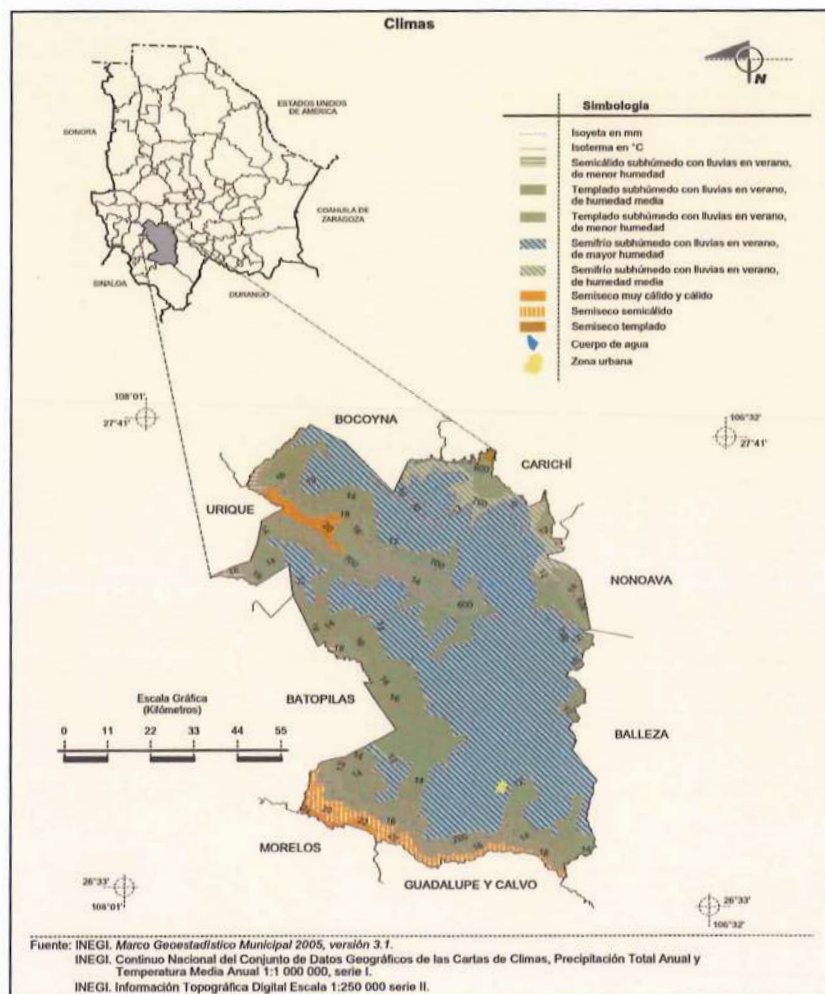 Climas
N
ESTADOS UNIDOS
DE AMÉRICA
SONORA
COAHUILA DE
ZARAGOZA
SINALOA
DURANGO
Simbología
Isoyeta en mm
Isoterma en °C
Semicálido subhúmedo con lluvias en verano,
de menor humedad
Templado subhúmedo con lluvias en verano,
de humedad media
Templado subhúmedo con lluvias en verano,
de menor humedad
Semifrío subhúmedo con lluvias en verano,
de mayor humedad
Semifrío subhúmedo con lluvias en verano,
de humedad media
Semiseco muy cálido y cálido
Semiseco semicálido
Semiseco templado
Cuerpo de agua
Zona urbana
108°01'
27°41'
106°32'
27°41'
BOCOYNA
CARICHÍ
URIQUE
NONOAVA
BATOPILAS
BALLEZA
MORELOS
GUADALUPE Y CALVO
600
700
700
700
600
700
Escala Gráfica
(Kilómetros)
0 11 22 33 44 55
26°33'
108°01'
26°33'
106°32'
Fuente: INEGI. Marco Geoestadístico Municipal 2005, versión 3.1.
INEGI. Continuo Nacional del Conjunto de Datos Geográficos de las Cartas de Climas, Precipitación Total Anual y
Temperatura Media Anual 1:1 000 000, serie I.
INEGI. Información Topográfica Digital Escala 1:250 000 serie II.